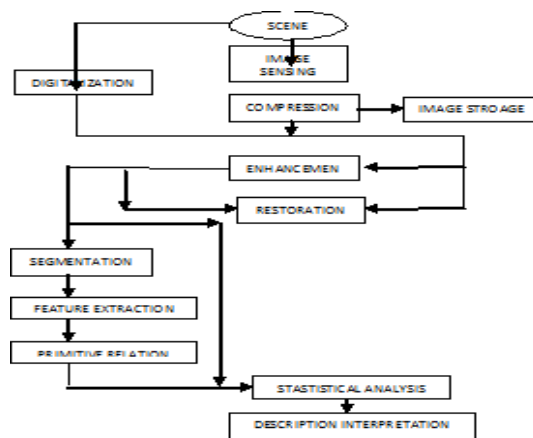 SCENE
IMAGE
SENSING
DIGITALIZATION
COMPRESSION
IMAGE STROAGE
ENHANCEMEN
RESTORATION
SEGMENTATION
FEATURE EXTRACTION
PRIMITIVE RELATION
STASTISTICAL ANALYSIS
DESCRIPTION INTERPRETATION